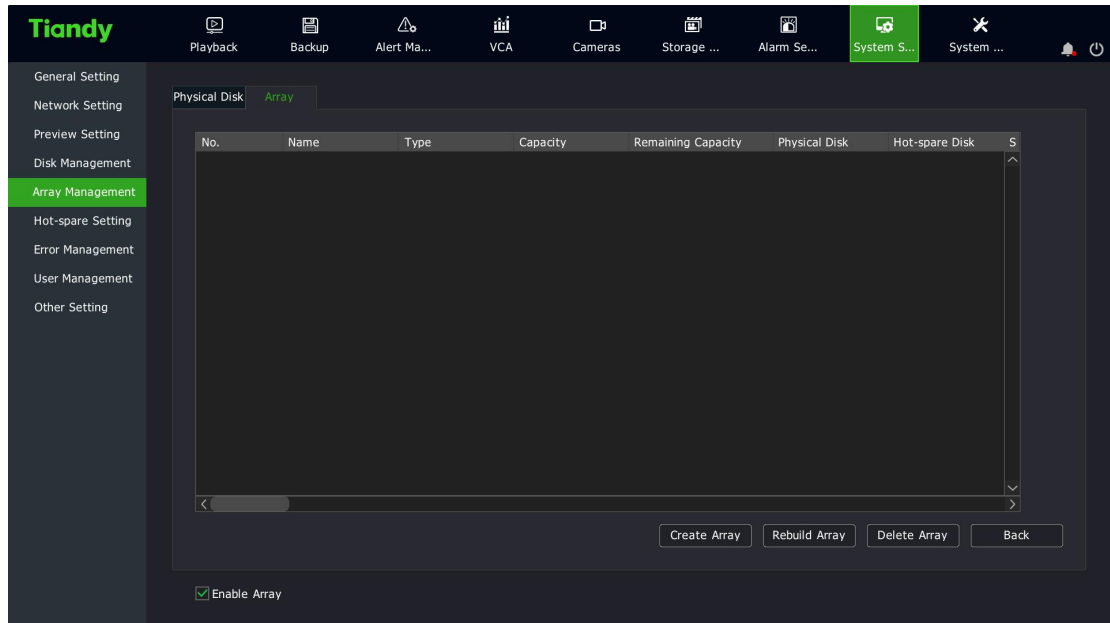 Tiandy
Playback Backup Alert Ma... VCA Cameras Storage ... Alarm Se... System S... System ...
General Setting
Network Setting
Preview Setting
Disk Management
Array Management
Hot-spare Setting
Error Management
User Management
Other Setting
Physical Disk Array
No. Name Type Capacity Remaining Capacity Physical Disk Hot-spare Disk S
Create Array Rebuild Array Delete Array Back
Enable Array